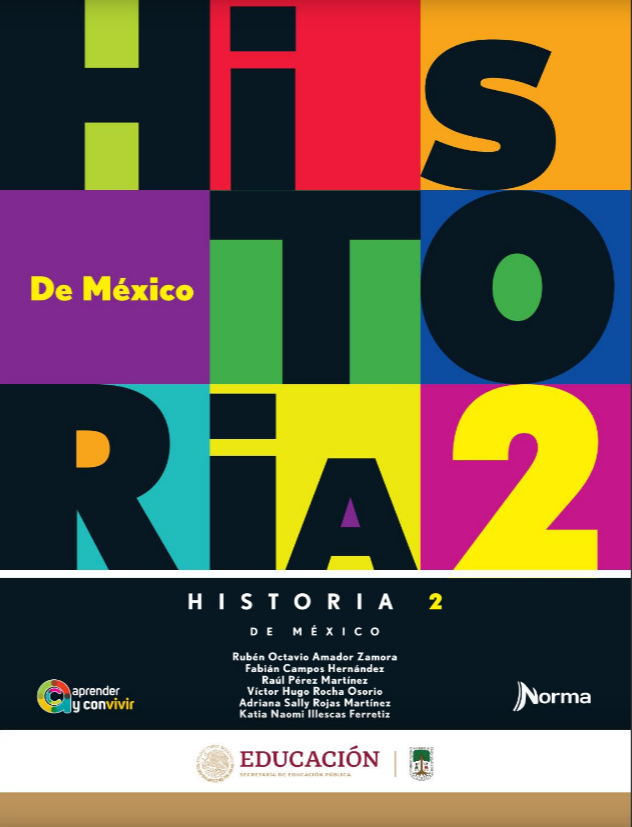 HiS
De México
TO
RiA2
HISTORIA 2
DE MÉXICO
Rubén Octavio Amador Zamora
Fabián Campos Hernández
Raúl Pérez Martínez
Víctor Hugo Rocha Osorio
Adriana Sally Rojas Martínez
Katia Naomi Illescas Ferretiz
aprender
y convivir
Norma
EDUCACIÓN
SECRETARÍA DE EDUCACIÓN PÚBLICA